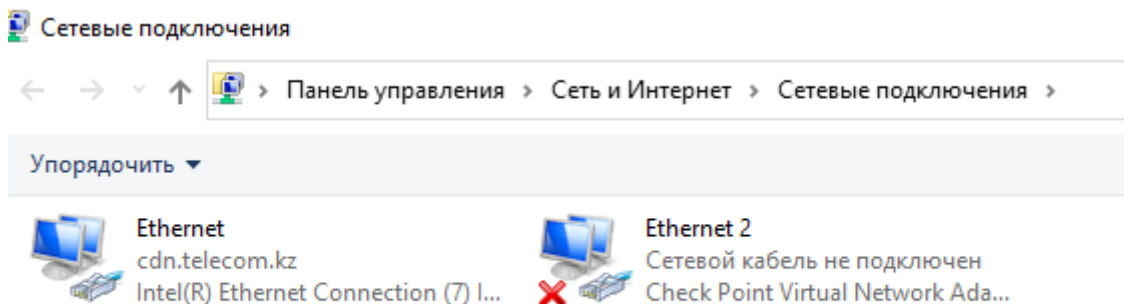 Сетевые подключения
Панель управления > Сеть и Интернет > Сетевые подключения >
Упорядочить
Ethernet
cdn.telecom.kz
Intel(R) Ethernet Connection (7) I...
Ethernet 2
Сетевой кабель не подключен
Check Point Virtual Network Ada...